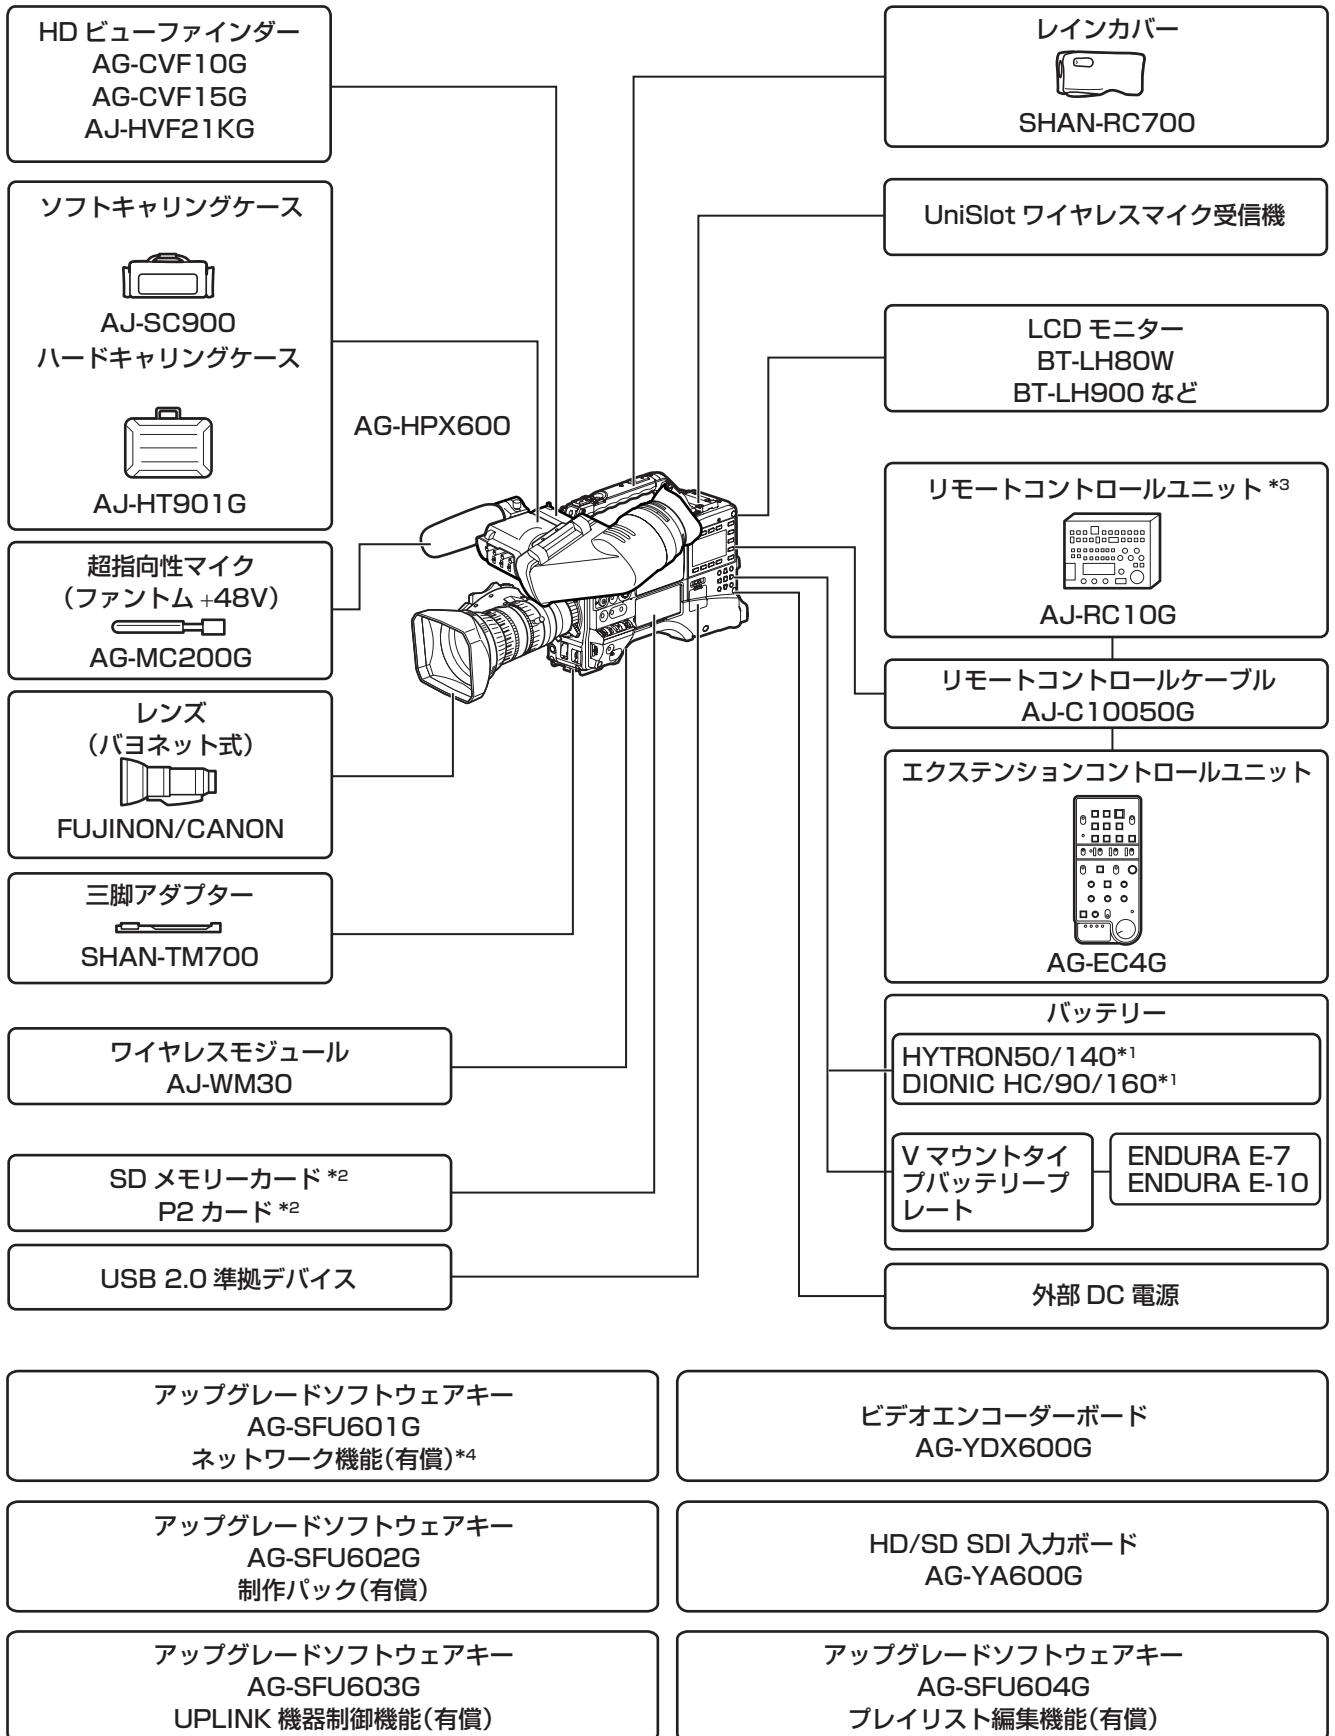 HD ビューファインダー
AG-CVF10G
AG-CVF15G
AJ-HVF21KG
ソフトキャリングケース
AJ-SC900
ハードキャリングケース
AJ-HT901G
超指向性マイク
（ファントム +48V）
AG-MC200G
レンズ
（バヨネット式）
FUJINON/CANON
三脚アダプター
SHAN-TM700
ワイヤレスモジュール
AJ-WM30
SD メモリーカード *2
P2 カード *2
USB 2.0 準拠デバイス
AG-HPX600
レインカバー
SHAN-RC700
UniSlot ワイヤレスマイク受信機
LCD モニター
BT-LH80W
BT-LH900 など
リモートコントロールユニット *3
AJ-RC10G
リモートコントロールケーブル
AJ-C10050G
エクステンションコントロールユニット
AG-EC4G
バッテリー
HYTRON50/140*1
DIONIC HC/90/160*1
V マウントタイ
プバッテリープ
レート
ENDURA E-7
ENDURA E-10
外部 DC 電源
アップグレードソフトウェアキー
AG-SFU601G
ネットワーク機能（有償）*4
ビデオエンコーダーボード
AG-YDX600G
アップグレードソフトウェアキー
AG-SFU602G
制作パック（有償）
HD/SD SDI 入力ボード
AG-YA600G
アップグレードソフトウェアキー
AG-SFU603G
UPLINK 機器制御機能（有償）
アップグレードソフトウェアキー
AG-SFU604G
プレイリスト編集機能（有償）